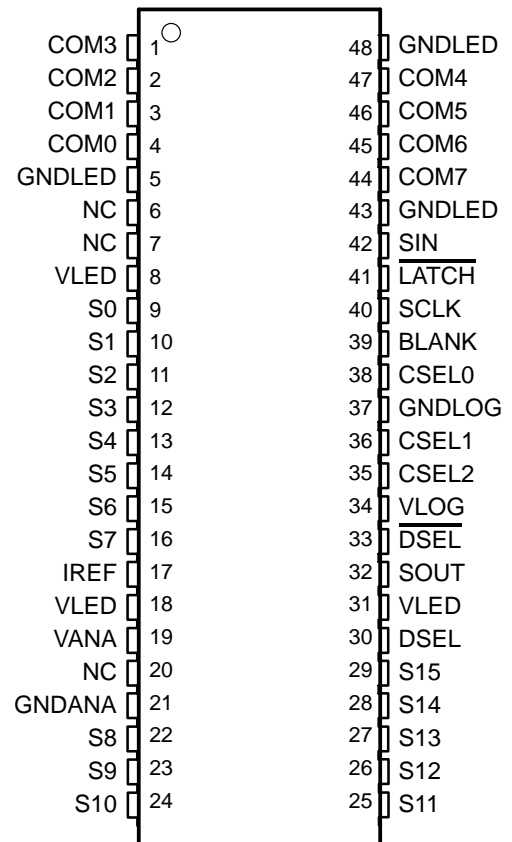 COM3 1 48 GNDLED
COM2 2 47 COM4
COM1 3 46 COM5
COM0 4 45 COM6
GNDLED 5 44 COM7
NC 6 43 GNDLED
NC 7 42 SIN
VLED 8 41 L̅A̅T̅C̅H̅
S0 9 40 SCLK
S1 10 39 BLANK
S2 11 38 CSEL0
S3 12 37 GNDLOG
S4 13 36 CSEL1
S5 14 35 CSEL2
S6 15 34 VLOG
S7 16 33 D̅S̅E̅L̅
IREF 17 32 SOUT
VLED 18 31 VLED
VANA 19 30 DSEL
NC 20 29 S15
GNDANA 21 28 S14
S8 22 27 S13
S9 23 26 S12
S10 24 25 S11